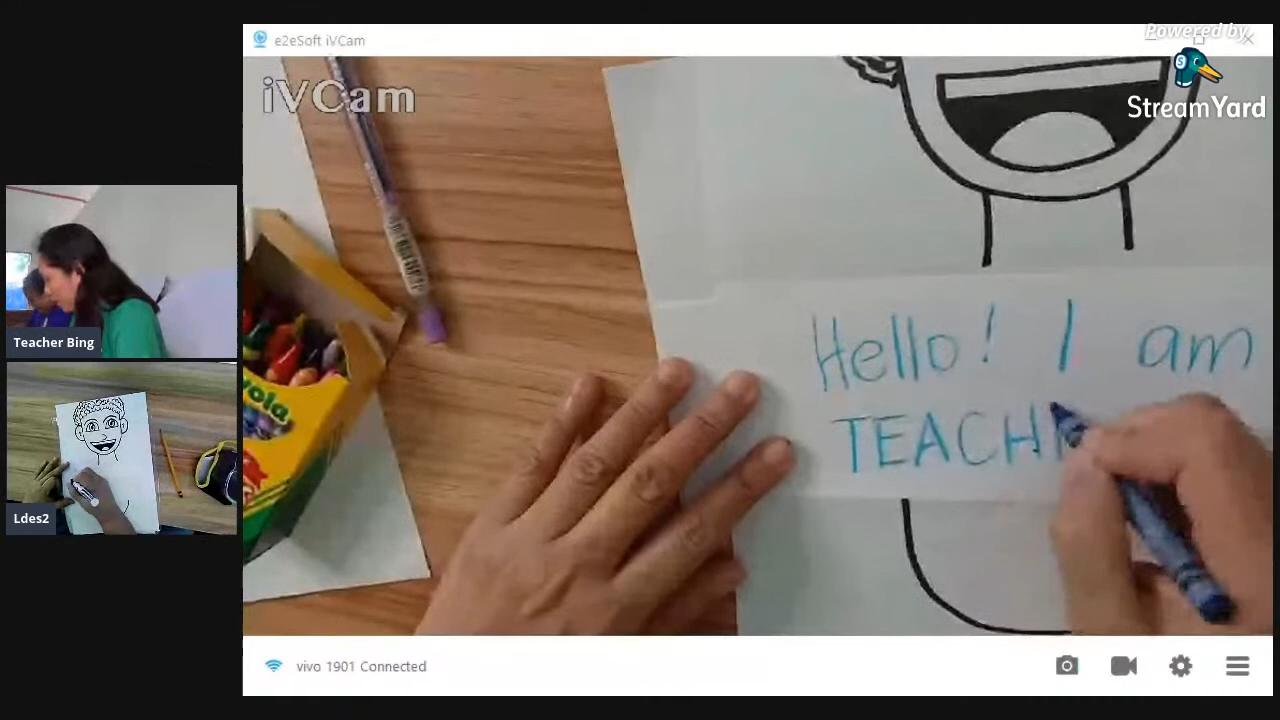 e2eSoft iVCam
Powered by
iVCam
StreamYard
Teacher Bing
Ldes2
Hello! I am
TEACH
vivo 1901 Connected